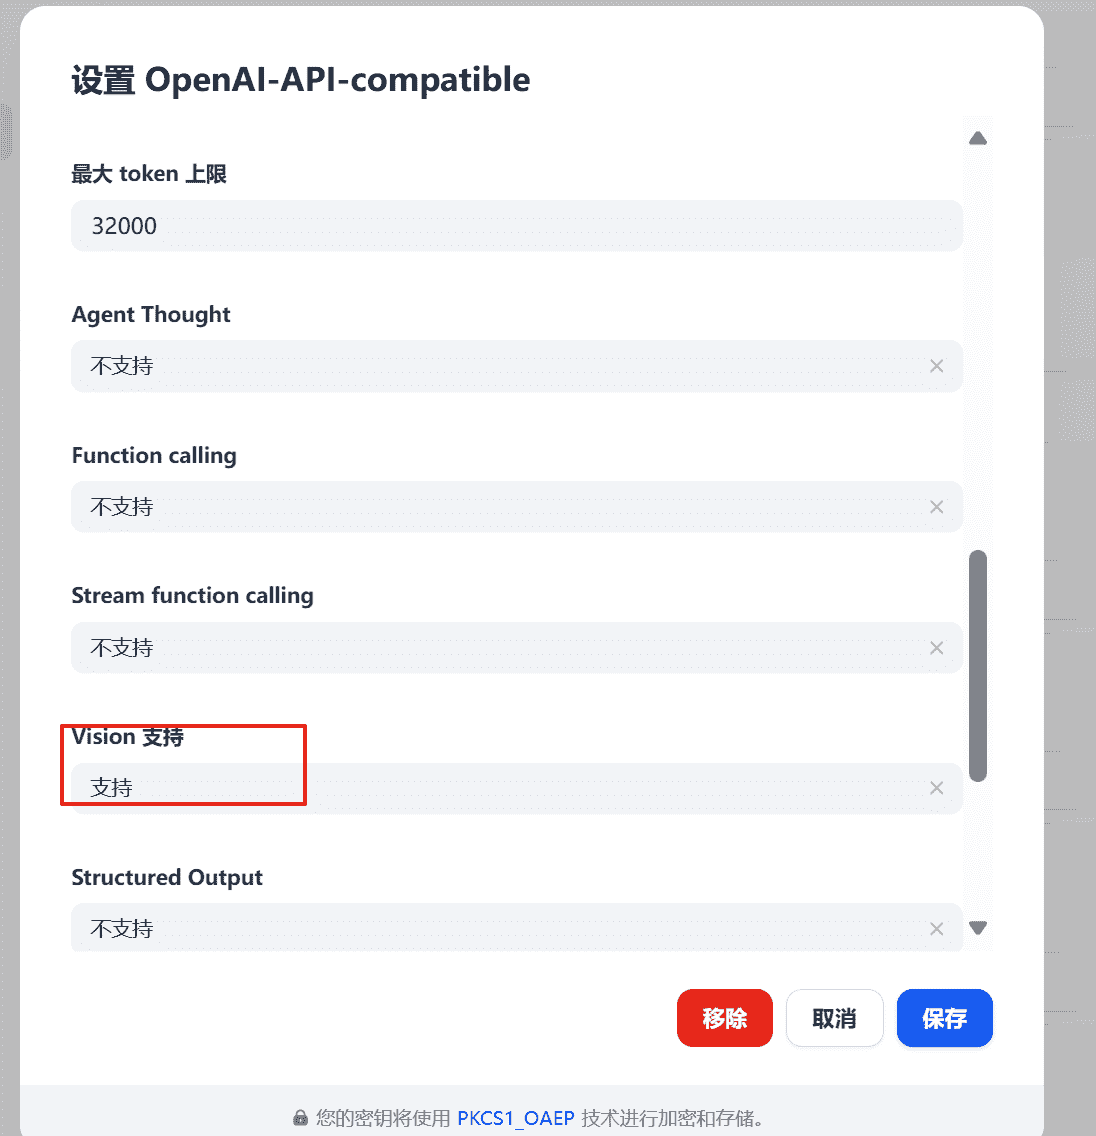 设置 OpenAI-API-compatible
最大 token 上限
32000
Agent Thought
不支持
Function calling
不支持
Stream function calling
不支持
Vision 支持
支持
Structured Output
不支持
移除 取消 保存
您的密钥将使用 PKCS1_OAEP 技术进行加密和存储。